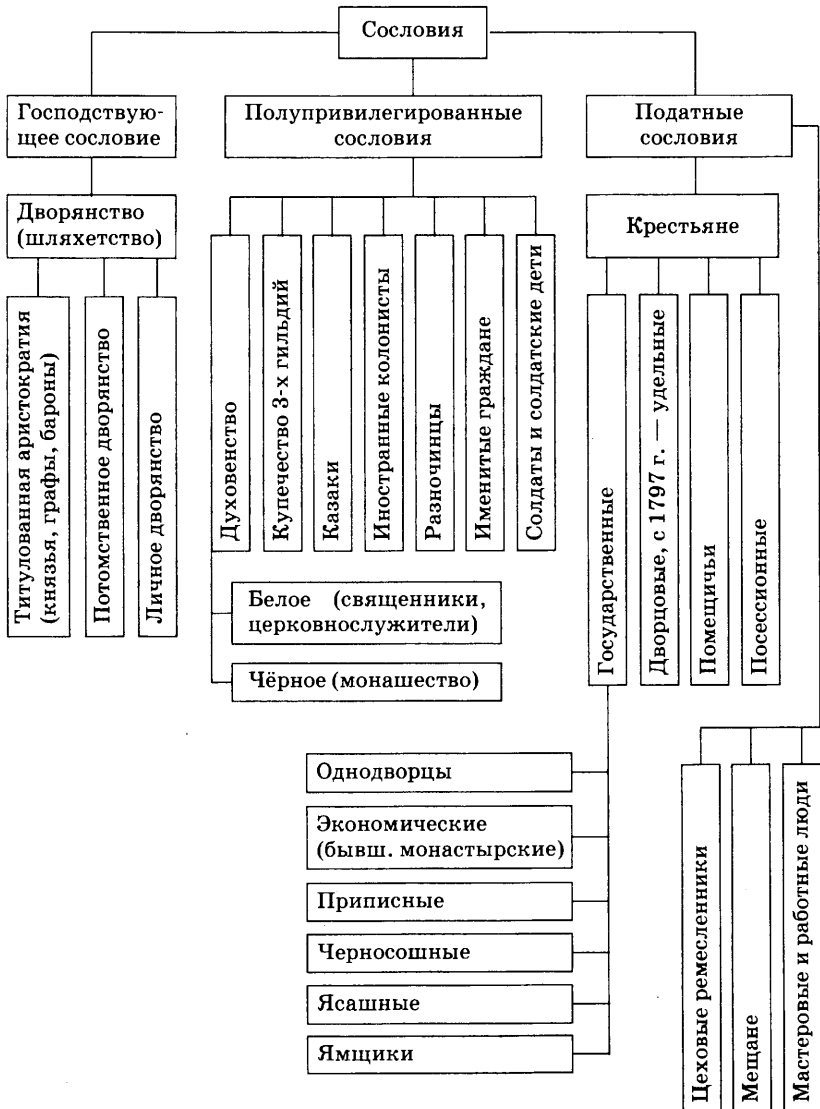 Сословия
Господствую-
щее сословие
Полупривилегированные
сословия
Податные
сословия
Дворянство
(шляхетство)
Крестьяне
Титулованная аристократия
(князья, графы, бароны)
Потомственное дворянство
Личное дворянство
Духовенство
Купечество 3-х гильдий
Казаки
Иностранные колонисты
Разночинцы
Именитые граждане
Солдаты и солдатские дети
Государственные
Дворцовые, с 1797 г. — удельные
Помещичьи
Посессионные
Белое (священники,
церковнослужители)
Чёрное (монашество)
Однодворцы
Экономические
(бывш. монастырские)
Приписные
Черносошные
Ясашные
Ямщики
Цеховые ремесленники
Мещане
Мастеровые и работные люди